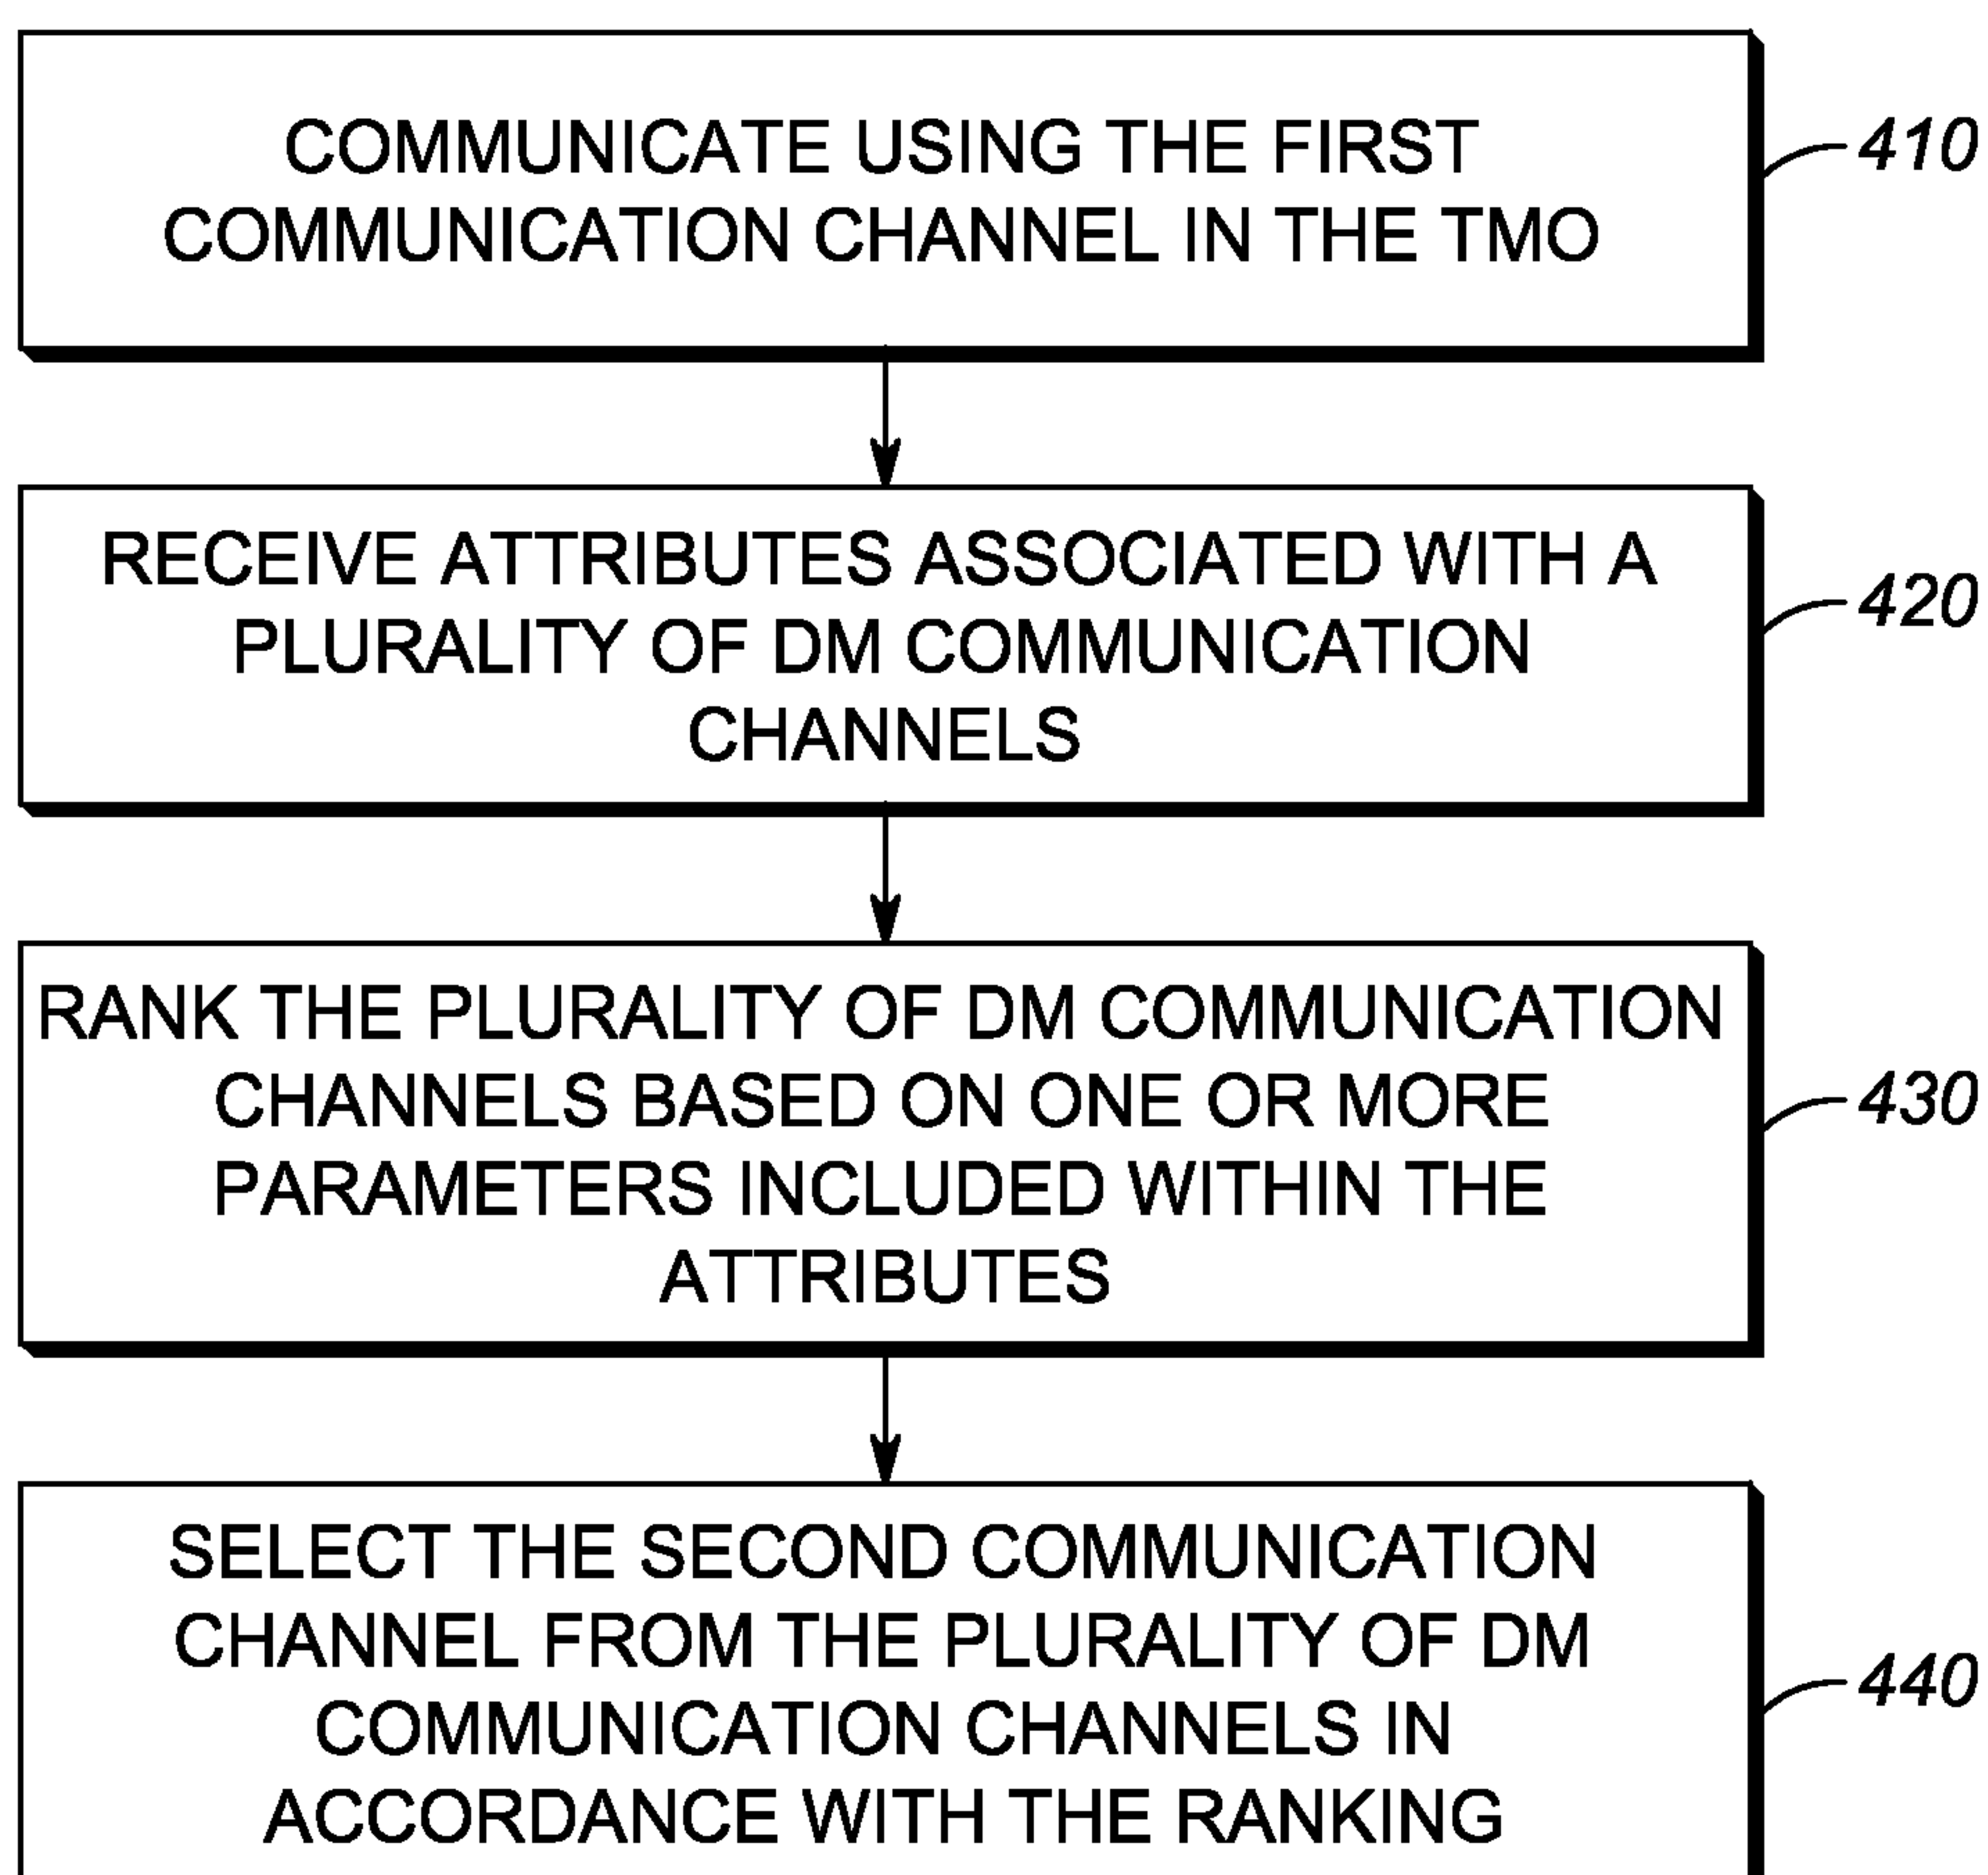 COMMUNICATE USING THE FIRST
COMMUNICATION CHANNEL IN THE TMO
410
RECEIVE ATTRIBUTES ASSOCIATED WITH A
PLURALITY OF DM COMMUNICATION
CHANNELS
420
RANK THE PLURALITY OF DM COMMUNICATION
CHANNELS BASED ON ONE OR MORE
PARAMETERS INCLUDED WITHIN THE
ATTRIBUTES
430
SELECT THE SECOND COMMUNICATION
CHANNEL FROM THE PLURALITY OF DM
COMMUNICATION CHANNELS IN
ACCORDANCE WITH THE RANKING
440